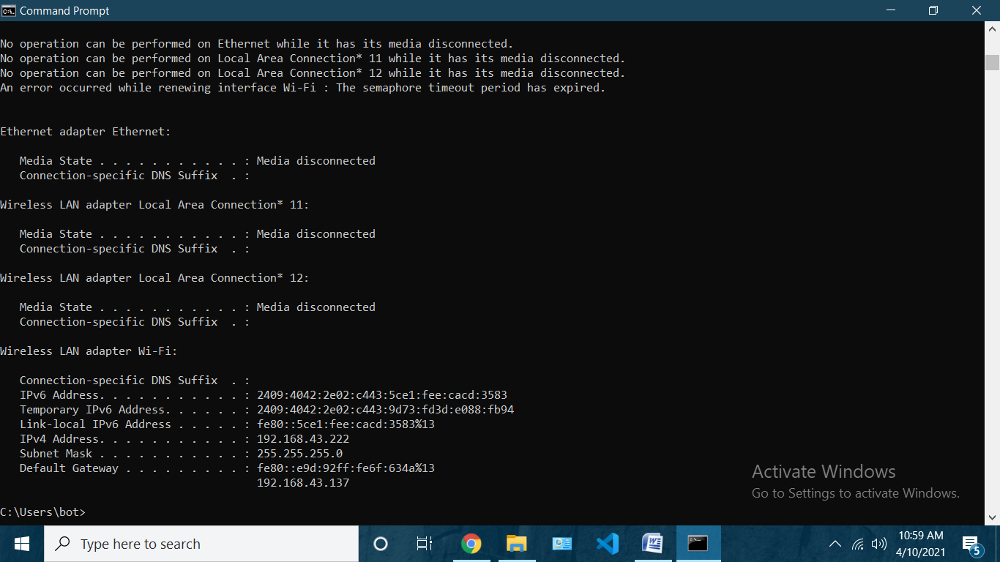 Command Prompt
No operation can be performed on Ethernet while it has its media disconnected.
No operation can be performed on Local Area Connection* 11 while it has its media disconnected.
No operation can be performed on Local Area Connection* 12 while it has its media disconnected.
An error occurred while renewing interface Wi-Fi : The semaphore timeout period has expired.
Ethernet adapter Ethernet:
   Media State . . . . . . . . . . . : Media disconnected
   Connection-specific DNS Suffix  . :
Wireless LAN adapter Local Area Connection* 11:
   Media State . . . . . . . . . . . : Media disconnected
   Connection-specific DNS Suffix  . :
Wireless LAN adapter Local Area Connection* 12:
   Media State . . . . . . . . . . . : Media disconnected
   Connection-specific DNS Suffix  . :
Wireless LAN adapter Wi-Fi:
   Connection-specific DNS Suffix  . :
   IPv6 Address. . . . . . . . . . . : 2409:4042:2e02:c443:5ce1:fee:cacd:3583
   Temporary IPv6 Address. . . . . . : 2409:4042:2e02:c443:9d73:fd3d:e088:fb94
   Link-local IPv6 Address . . . . . : fe80::5ce1:fee:cacd:3583%13
   IPv4 Address. . . . . . . . . . . : 192.168.43.222
   Subnet Mask . . . . . . . . . . . : 255.255.255.0
   Default Gateway . . . . . . . . . : fe80::e9d:92ff:fe6f:634a%13
                                       192.168.43.137
C:\Users\bot>
Activate Windows
Go to Settings to activate Windows.
Type here to search
10:59 AM
4/10/2021
5